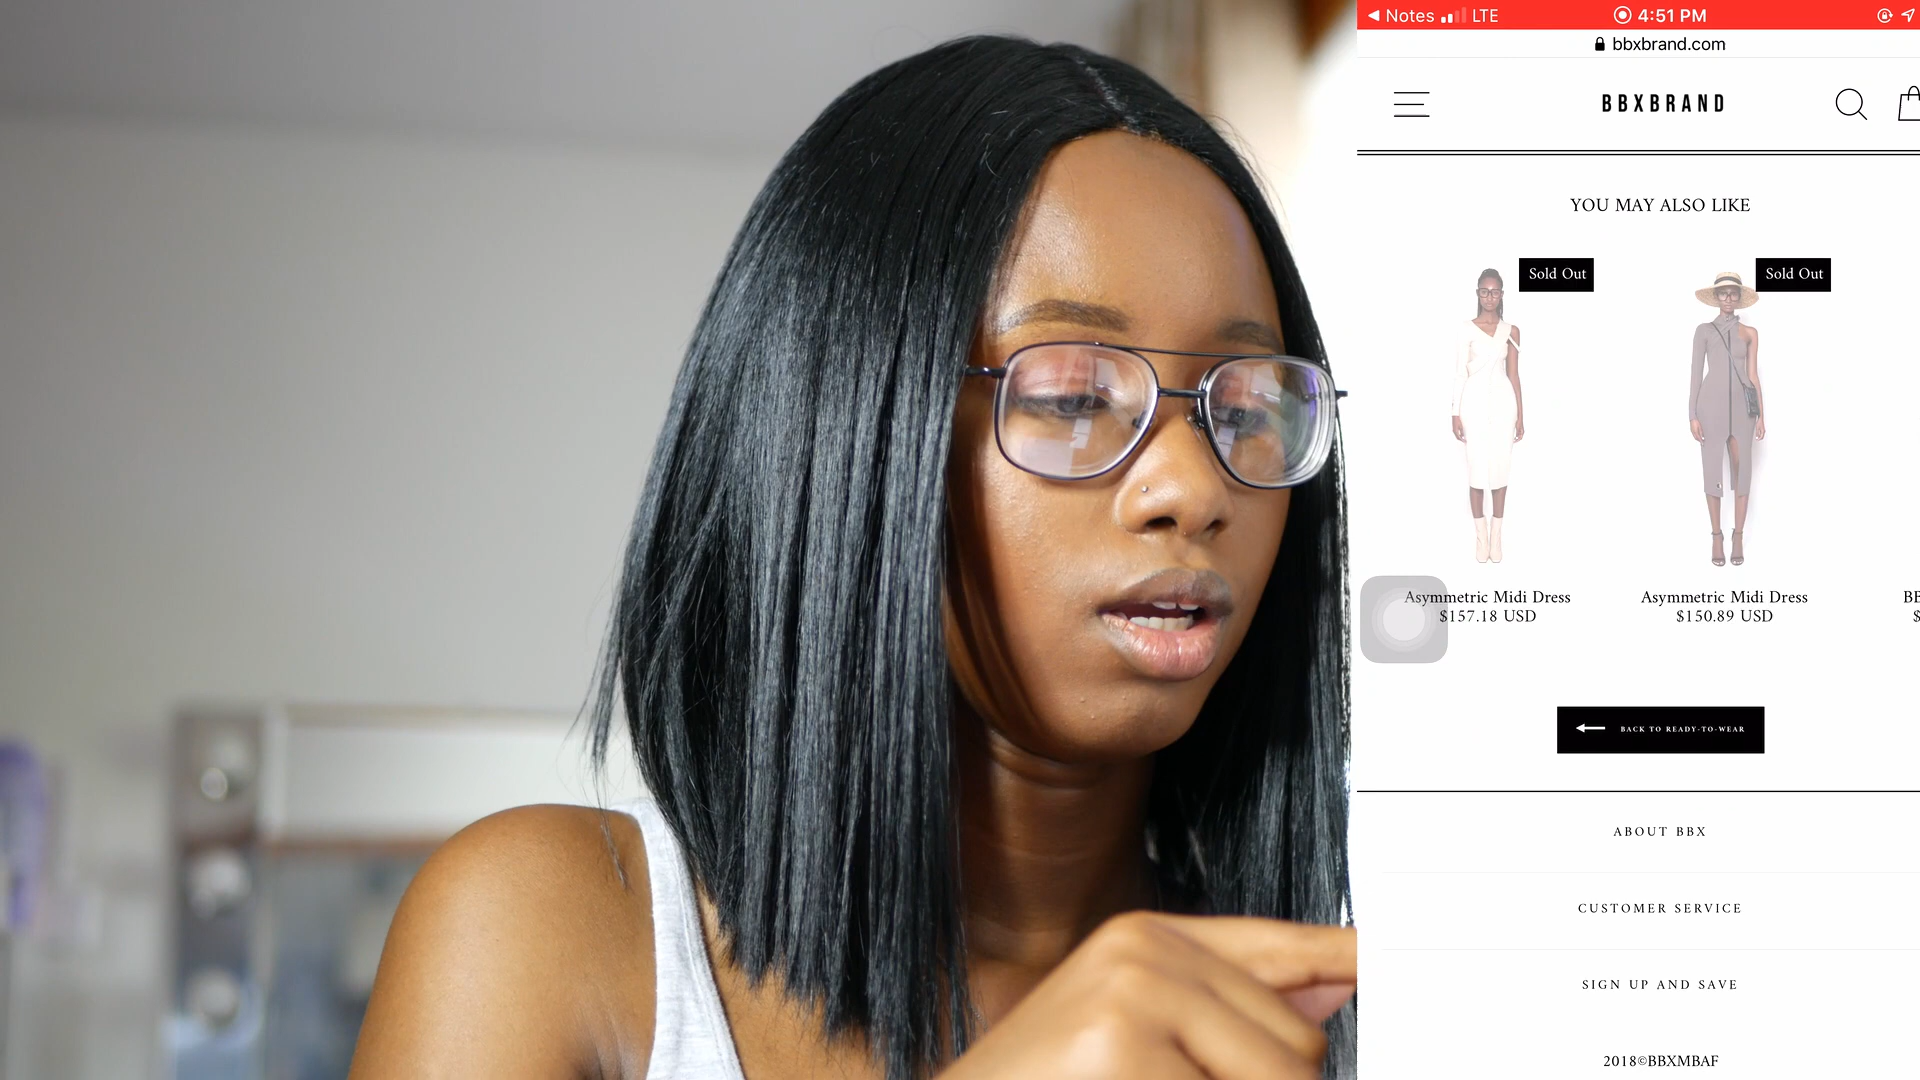 Notes LTE 4:51 PM
bbxbrand.com
BBXBRAND
YOU MAY ALSO LIKE
Sold Out Sold Out
Asymmetric Midi Dress Asymmetric Midi Dress BB
$157.18 USD $150.89 USD $
BACK TO READY-TO-WEAR
ABOUT BBX
CUSTOMER SERVICE
SIGN UP AND SAVE
2018©BBXMBAF